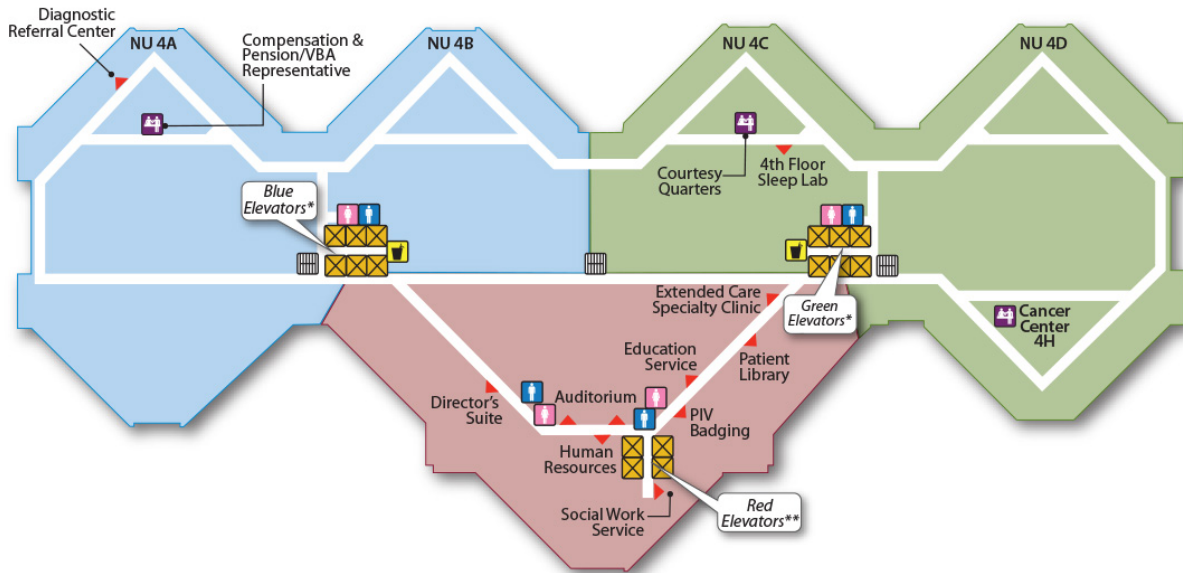 Diagnostic
Referral Center
NU 4A
Compensation &
Pension/VBA
Representative
NU 4B
NU 4C
NU 4D
Courtesy
Quarters
4th Floor
Sleep Lab
Blue
Elevators*
Extended Care
Specialty Clinic
Green
Elevators*
Cancer
Center
4H
Education
Service
Patient
Library
Director's
Suite
Auditorium
PIV
Badging
Human
Resources
Social Work
Service
Red
Elevators**